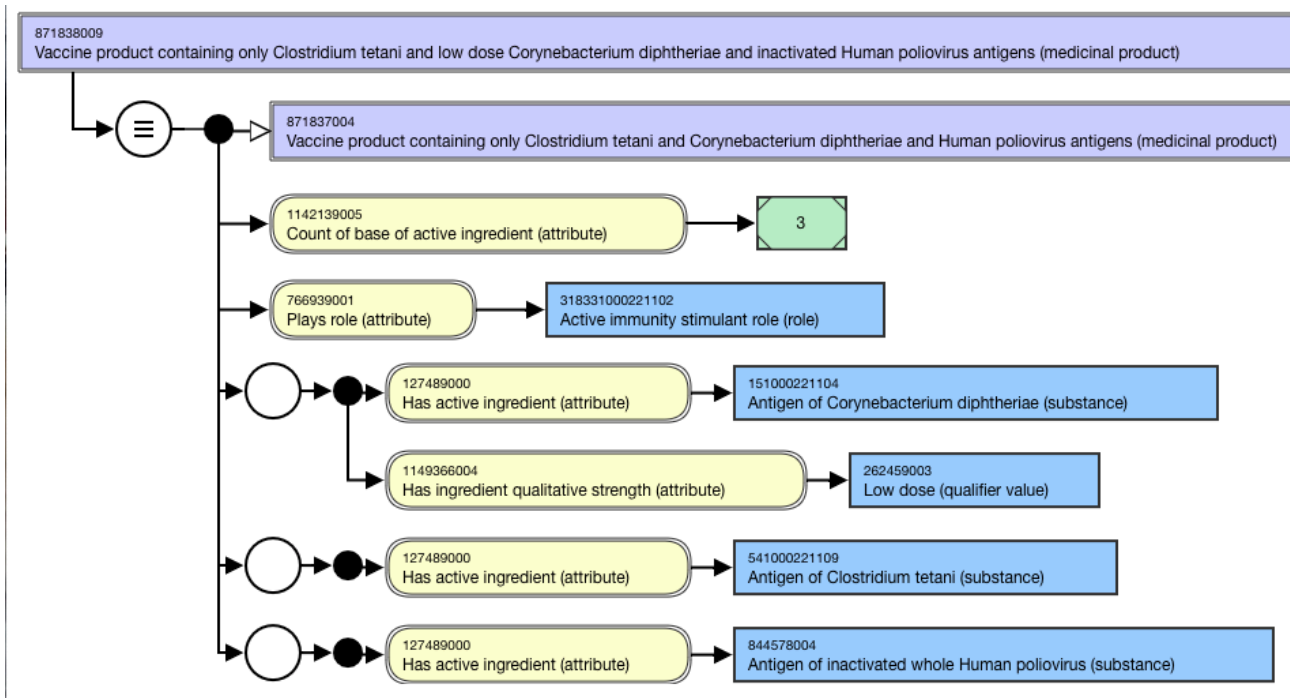 871838009
Vaccine product containing only Clostridium tetani and low dose Corynebacterium diphtheriae and inactivated Human poliovirus antigens (medicinal product)
871837004
Vaccine product containing only Clostridium tetani and Corynebacterium diphtheriae and Human poliovirus antigens (medicinal product)
1142139005
Count of base of active ingredient (attribute)
3
766939001
Plays role (attribute)
318331000221102
Active immunity stimulant role (role)
127489000
Has active ingredient (attribute)
151000221104
Antigen of Corynebacterium diphtheriae (substance)
1149366004
Has ingredient qualitative strength (attribute)
262459003
Low dose (qualifier value)
127489000
Has active ingredient (attribute)
541000221109
Antigen of Clostridium tetani (substance)
127489000
Has active ingredient (attribute)
844578004
Antigen of inactivated whole Human poliovirus (substance)